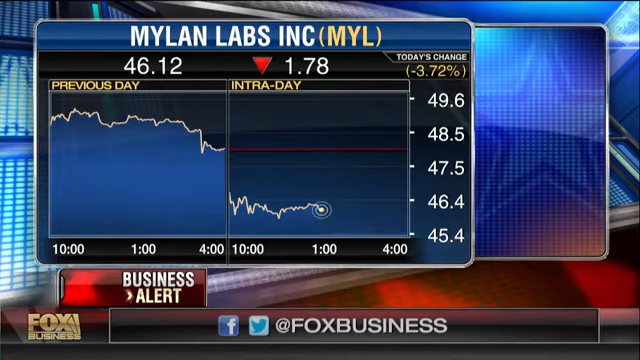 MYLAN LABS INC (MYL)
46.12 ▼ 1.78
TODAY'S CHANGE
(-3.72%)
PREVIOUS DAY
INTRA-DAY
49.6
48.5
47.5
46.4
45.4
10:00 1:00 4:00
10:00 1:00 4:00
BUSINESS
> ALERT
FOX
BUSINESS
@FOXBUSINESS